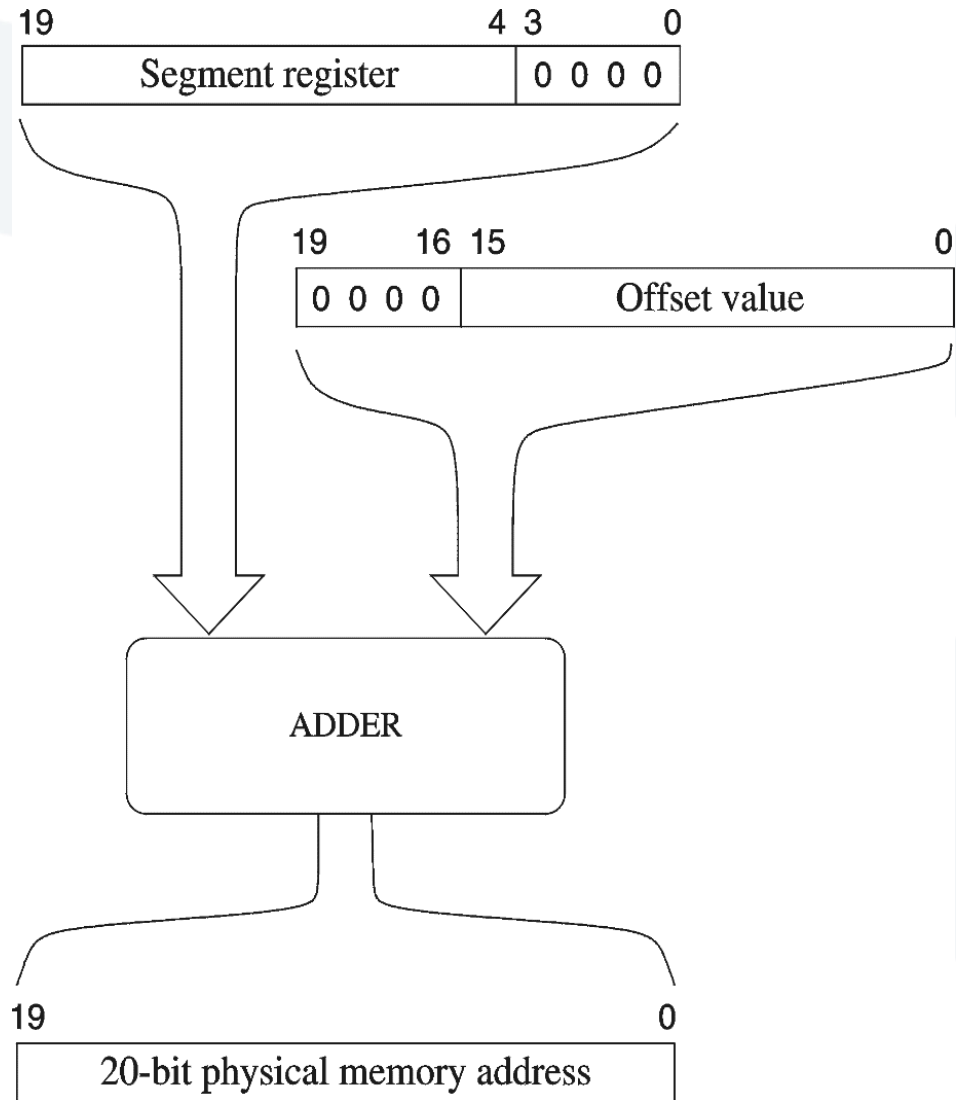 19 4 3 0
Segment register 0 0 0 0
19 16 15 0
0 0 0 0 Offset value
ADDER
19 0
20-bit physical memory address